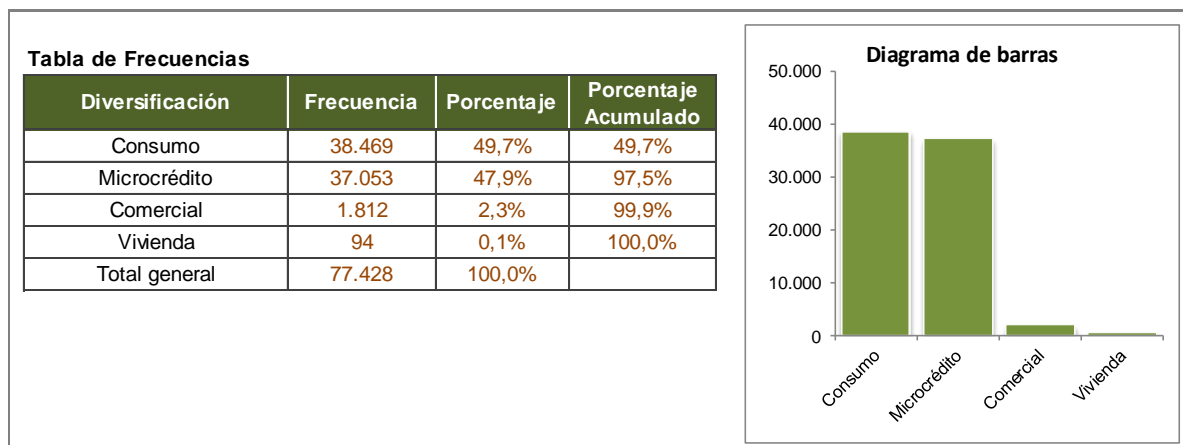 Tabla de Frecuencias
Diversificación Frecuencia Porcentaje Porcentaje Acumulado
Consumo 38.469 49,7% 49,7%
Microcrédito 37.053 47,9% 97,5%
Comercial 1.812 2,3% 99,9%
Vivienda 94 0,1% 100,0%
Total general 77.428 100,0%
Diagrama de barras
50.000
40.000
30.000
20.000
10.000
0
Consumo
Microcrédito
Comercial
Vivienda